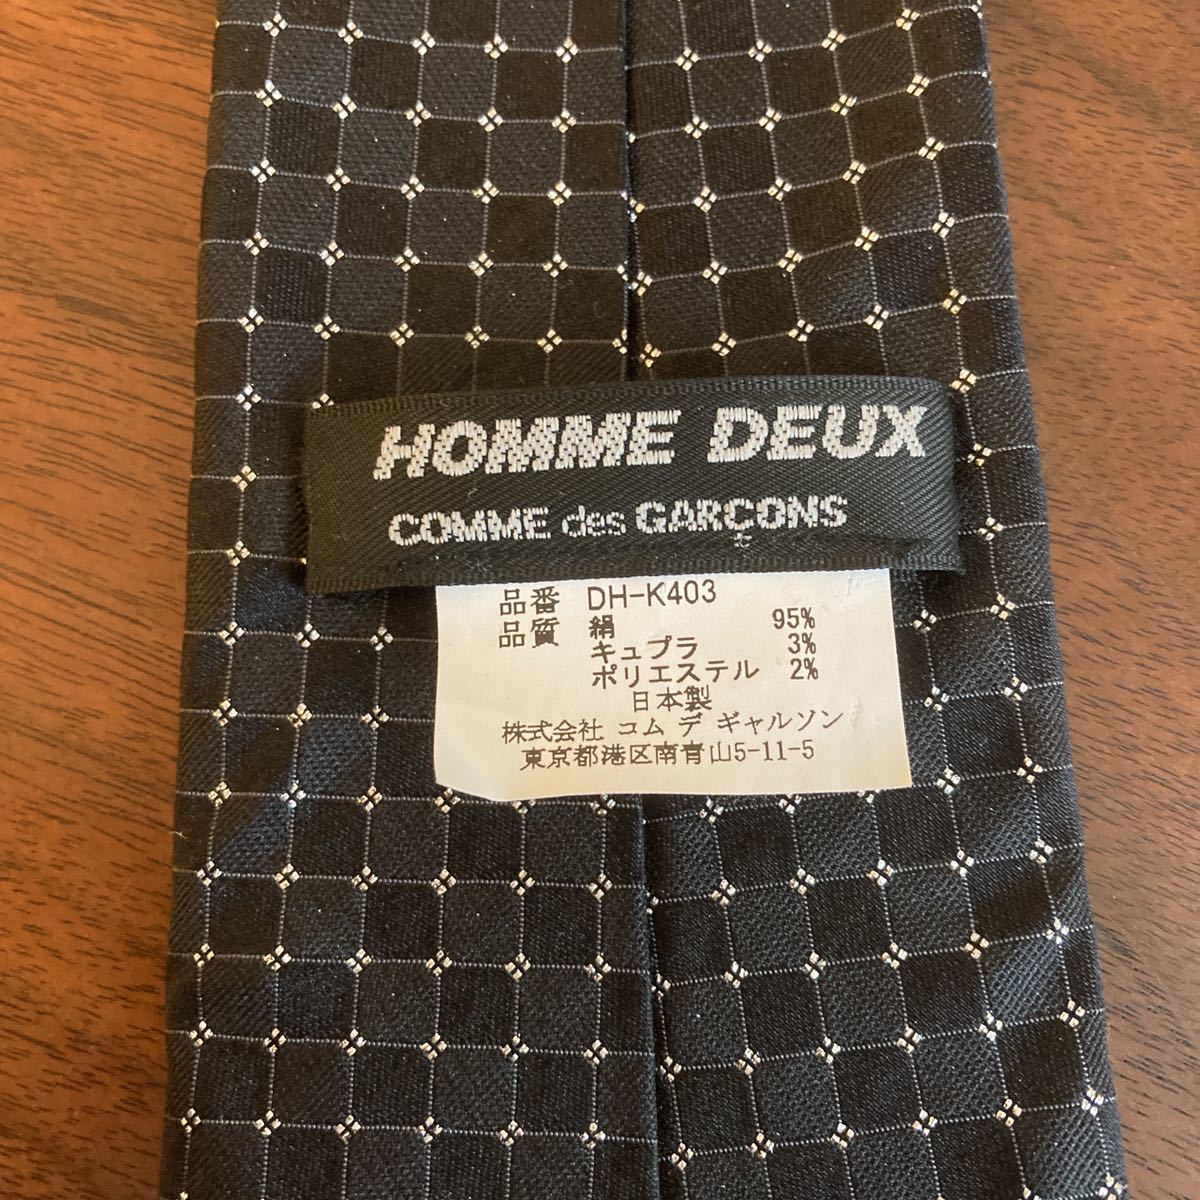 HOMME DEUX
COMME des GARÇONS
品番 DH-K403
品質 絹 95%
キュプラ 3%
ポリエステル 2%
日本製
株式会社 コム デ ギャルソン
東京都港区南青山5-11-5